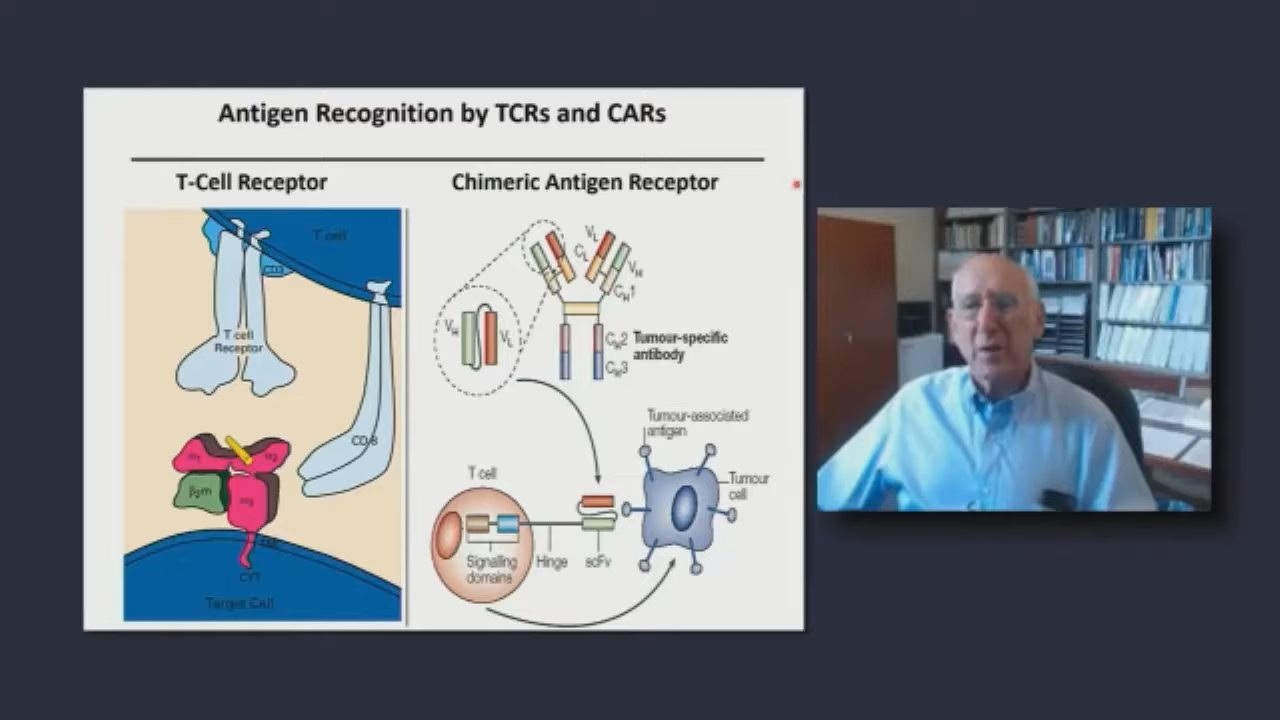 Antigen Recognition by TCRs and CARs
T-Cell Receptor
Chimeric Antigen Receptor
T cell
T cell
Receptor
CD8
β2m
CYT
Target Cell
VL
CL
VH
CH1
VH
VL
CH2
Tumour-specific
antibody
CH3
Tumour-associated
antigen
T cell
Tumour
cell
Signalling
domains
Hinge
scFv